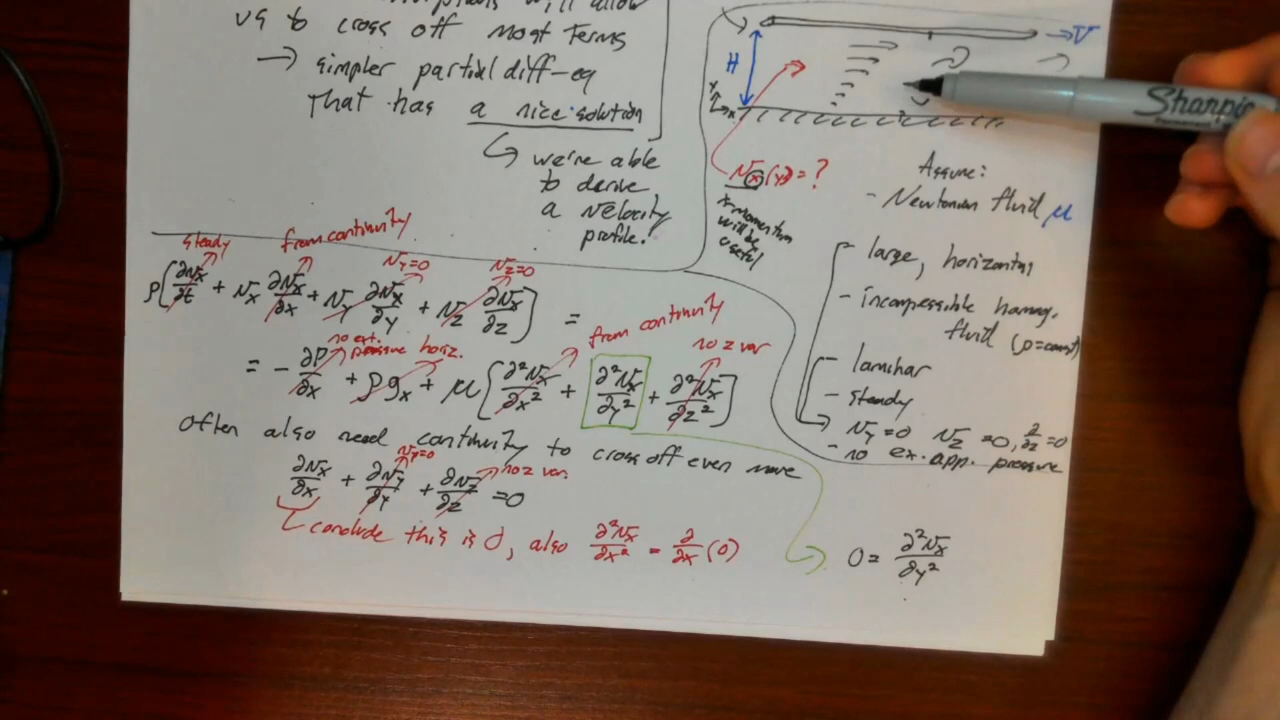 us to cross off most terms
→ simpler partial diff-eq
that has a nice solution
↳ we're able
to derive
a velocity
profile.
H
→ V
y
x
Vx(y) = ?
x-momentum
will be
useful
Assume:
- Newtonian fluid μ
- large, horizontal
- incompressible homog.
fluid (ρ=const)
- laminar
- steady
Vy=0 Vz=0, ∂/∂z=0
- no ex. app. pressure
steady from continuity Vy=0 Vz=0
ρ[∂Vx/∂t + Vx ∂Vx/∂x + Vy ∂Vx/∂y + Vz ∂Vx/∂z] =
no ext. pressure horiz. from continuity no z var
= -∂P/∂x + ρgx + μ[∂²Vx/∂x² + ∂²Vx/∂y² + ∂²Vx/∂z²]
Often also need continuity to cross off even more
Vy=0 no z var.
∂Vx/∂x + ∂Vy/∂y + ∂Vz/∂z = 0
conclude this is 0, also ∂²Vx/∂x² = ∂/∂x (0)
0 = ∂²Vx/∂y²
Sharpie